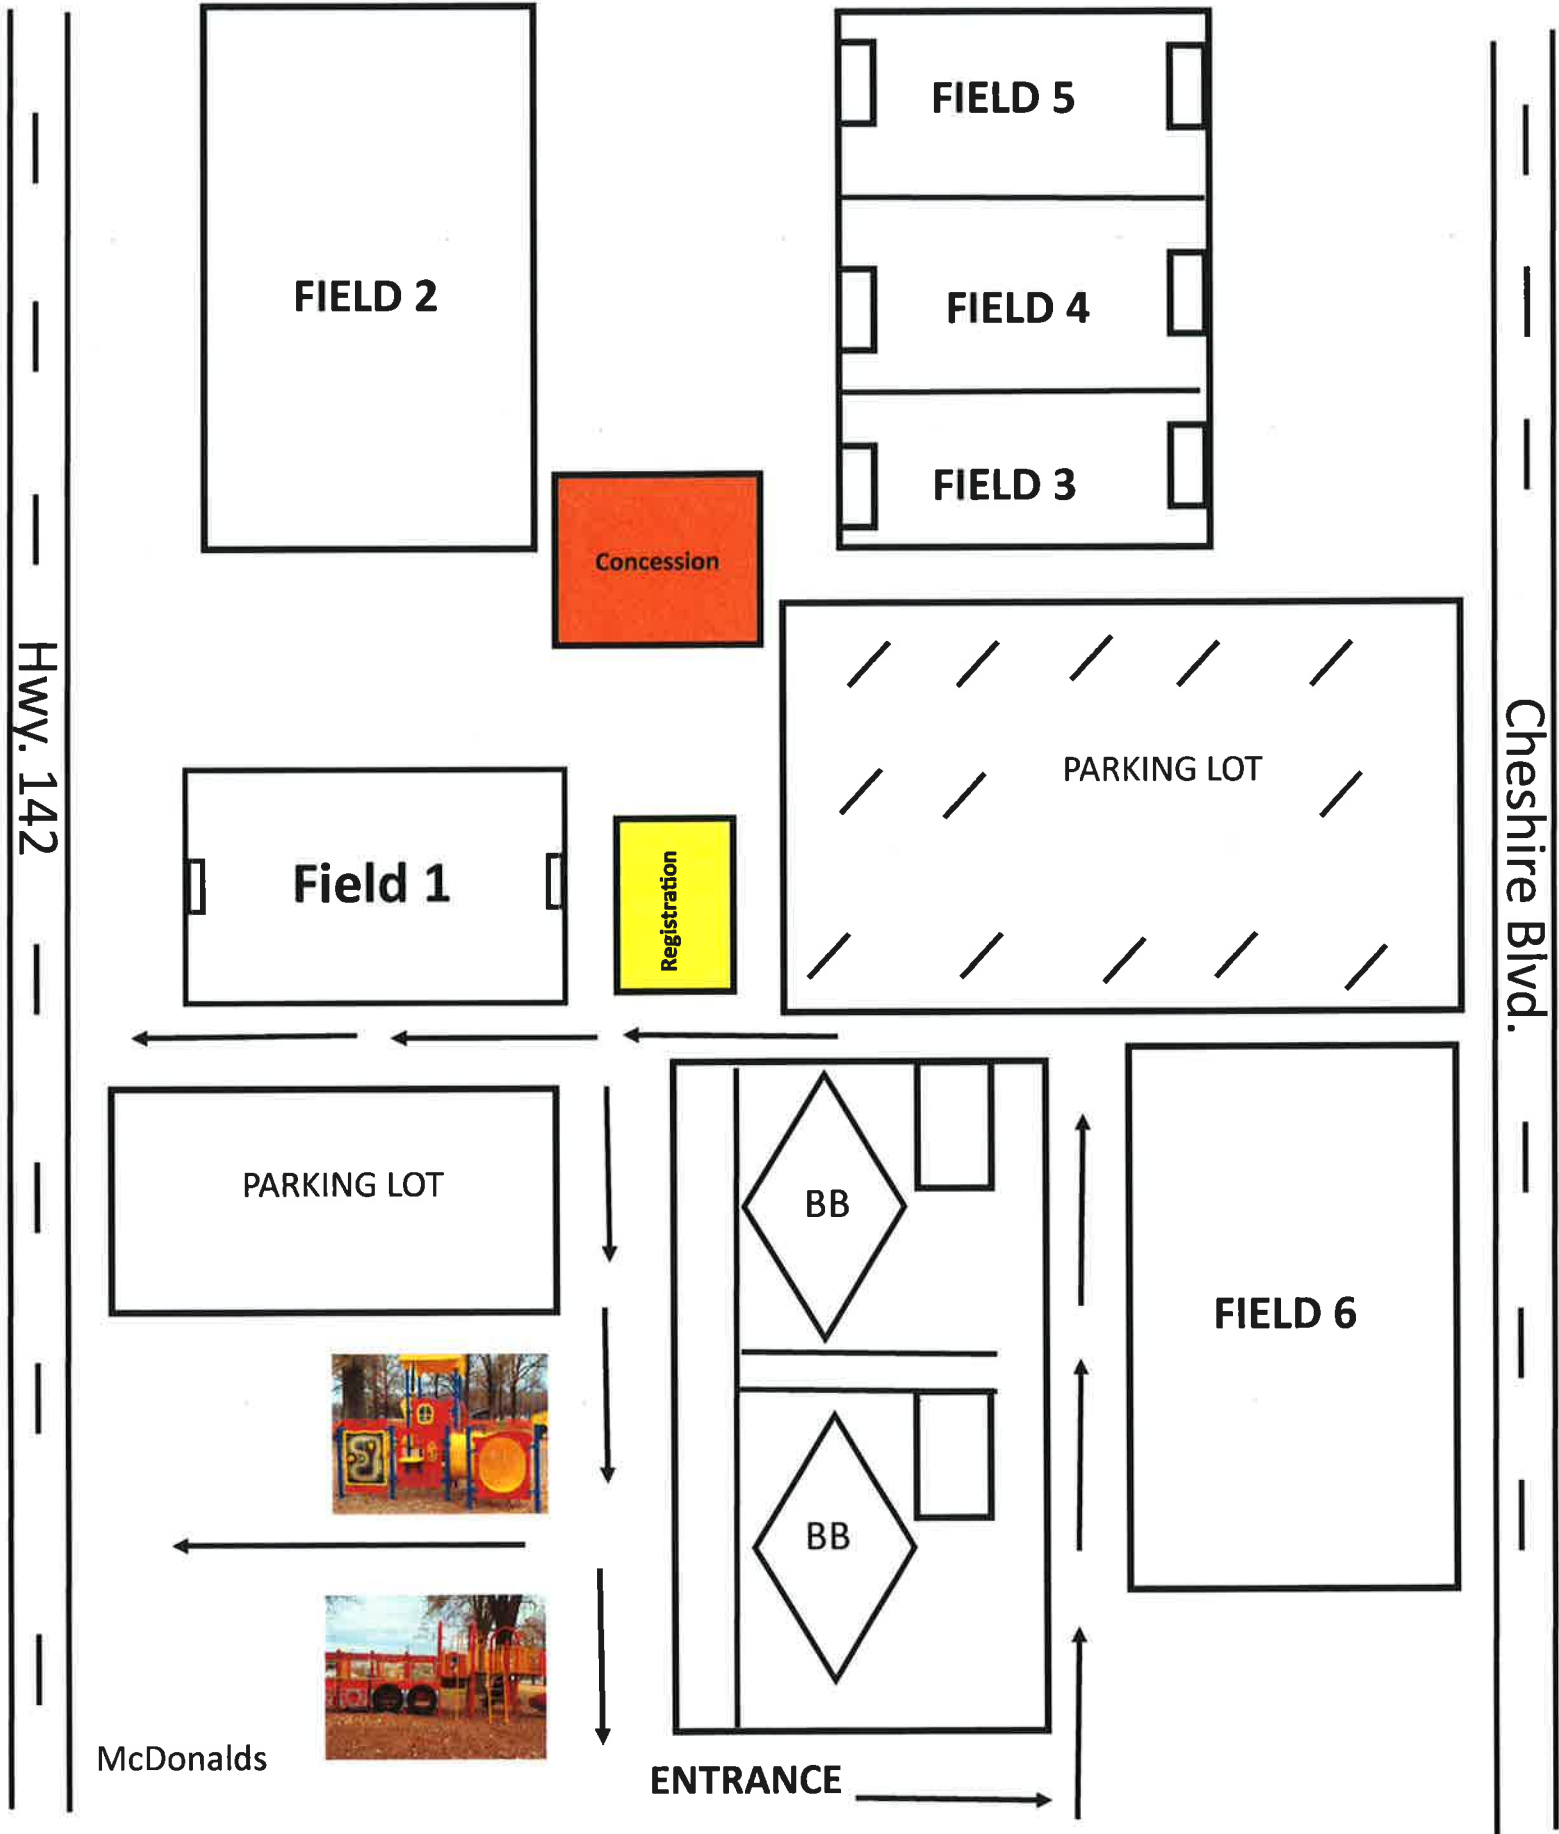 FIELD 5
FIELD 2
FIELD 4
FIELD 3
Concession
Hwy. 142
PARKING LOT
Cheshire Blvd.
Field 1
Registration
PARKING LOT
BB
FIELD 6
BB
McDonalds
ENTRANCE